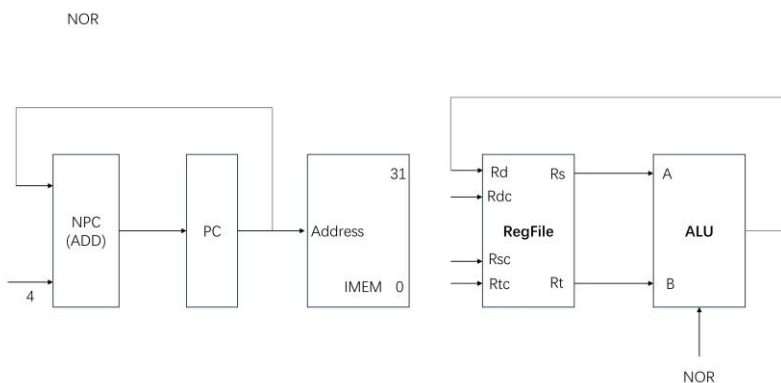 NOR
NPC
(ADD)
4
PC
31
Address
IMEM 0
Rd Rs
Rdc
RegFile
Rsc
Rtc Rt
A
ALU
B
NOR